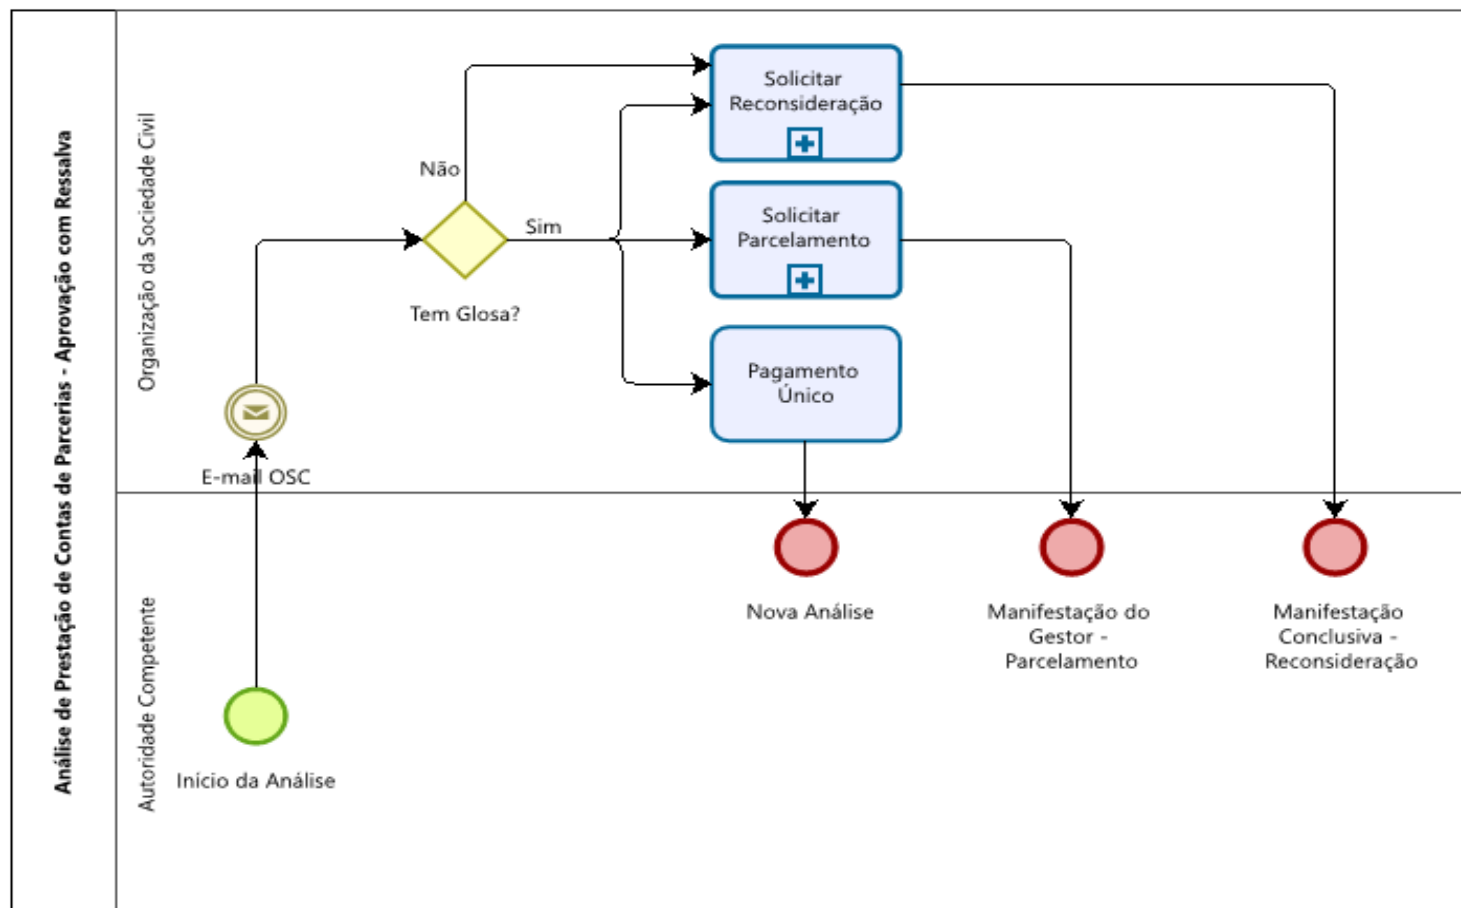 Análise de Prestação de Contas de Parcerias - Aprovação com Ressalva
Organização da Sociedade Civil
Solicitar
Reconsideração
Não
Sim
Solicitar
Parcelamento
Tem Glosa?
Pagamento
Único
E-mail OSC
Autoridade Competente
Nova Análise
Manifestação do
Gestor -
Parcelamento
Manifestação
Conclusiva -
Reconsideração
Início da Análise